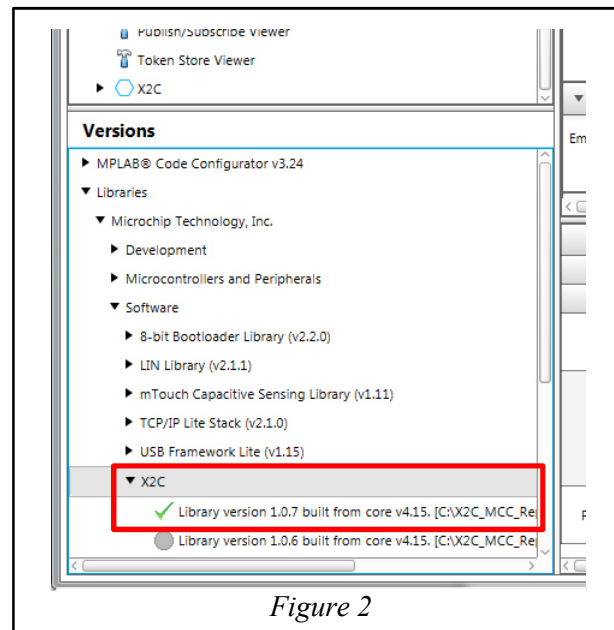 Publish/Subscribe Viewer
Token Store Viewer
X2C
Versions
Em
MPLAB® Code Configurator v3.24
Libraries
Microchip Technology, Inc.
Development
Microcontrollers and Peripherals
Software
8-bit Bootloader Library (v2.2.0)
LIN Library (v2.1.1)
mTouch Capacitive Sensing Library (v1.11)
TCP/IP Lite Stack (v2.1.0)
USB Framework Lite (v1.15)
X2C
Library version 1.0.7 built from core v4.15. [C:\X2C_MCC_Re
Library version 1.0.6 built from core v4.15. [C:\X2C_MCC_Re
Figure 2